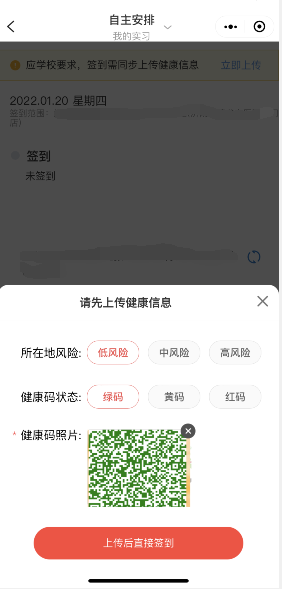 自主安排
我的实习
应学校要求，签到需同步上传健康信息 立即上传
2022.01.20 星期四
签到范围：
店）
签到
未签到
请先上传健康信息
所在地风险: 低风险 中风险 高风险
健康码状态: 绿码 黄码 红码
* 健康码照片:
上传后直接签到